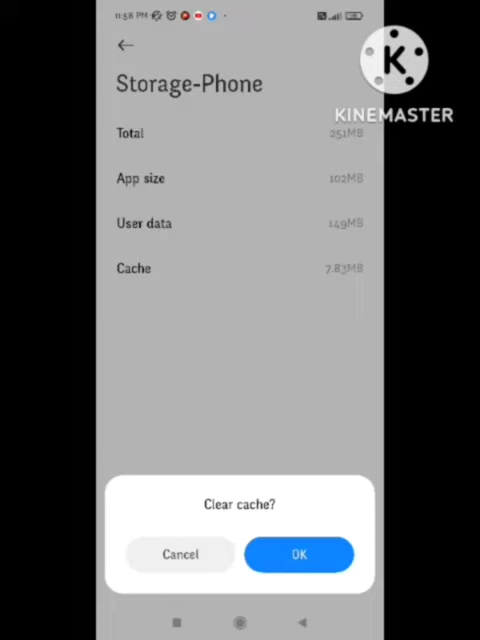 11:58 PM
Storage-Phone
K
KINEMASTER
Total 251MB
App size 102MB
User data 149MB
Cache 7.83MB
Clear cache?
Cancel OK